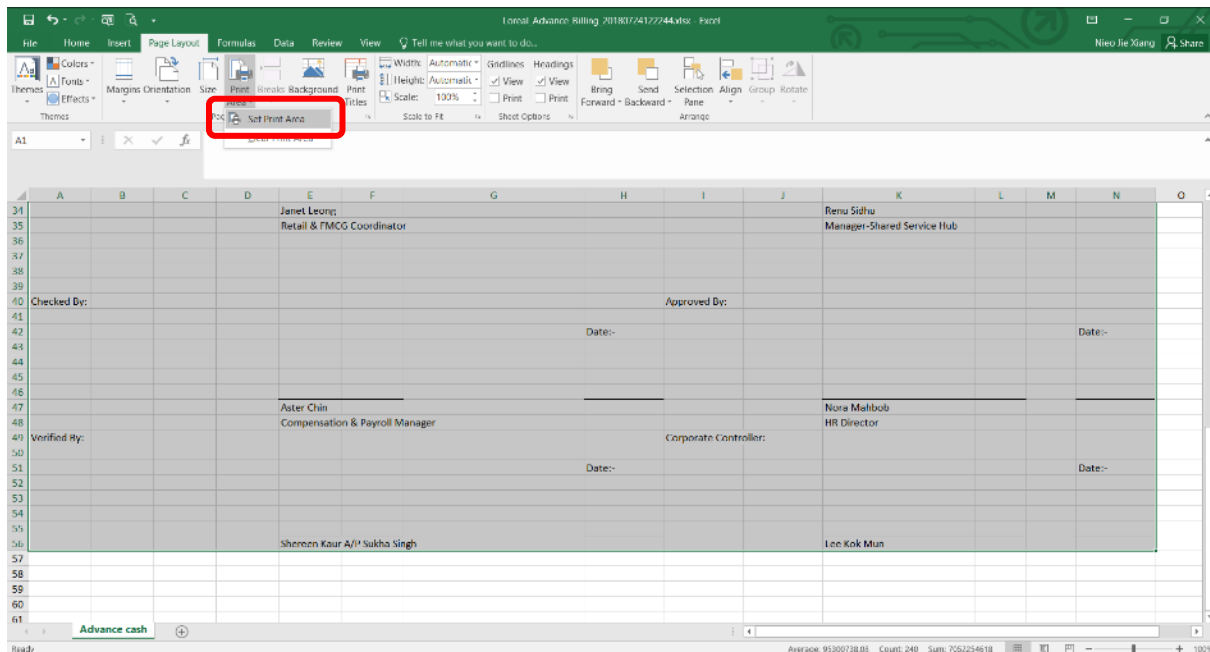 Loreal Advance Billing 20180724122244.xlsx - Excel
File Home Insert Page Layout Formulas Data Review View Tell me what you want to do...
Nieo Jie Xiang Share
Colors
Fonts
Effects
Themes
Margins Orientation Size Print Area Breaks Background Print Titles
Width: Automatic
Height: Automatic
Scale: 100%
Gridlines Headings
View View
Print Print
Bring Forward Send Backward Selection Pane Align Group Rotate
Themes
Scale to Fit
Sheet Options
Arrange
Set Print Area
A1
fx
A B C D E F G H I J K L M N O
34 Janet Leong Renu Sidhu
35 Retail & FMCG Coordinator Manager-Shared Service Hub
36
37
38
39
40 Checked By: Approved By:
41
42 Date:- Date:-
43
44
45
46
47 Aster Chin Nora Mahbob
48 Compensation & Payroll Manager HR Director
49 Verified By: Corporate Controller:
50
51 Date:- Date:-
52
53
54
55
56 Shereen Kaur A/P Sukha Singh Lee Kok Mun
57
58
59
60
61
Advance cash
Ready
Average: 95300738.08 Count: 240 Sum: 7052254618
100%